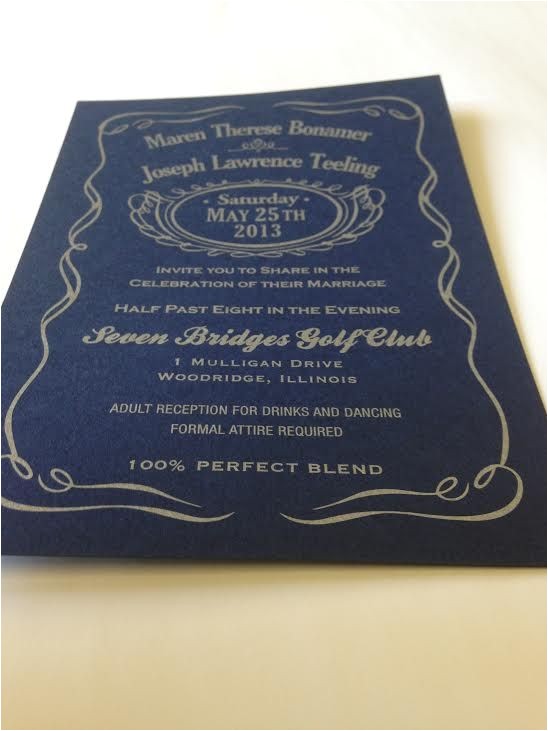 Maren Therese Bonamer
Joseph Lawrence Teeling
· Saturday ·
MAY 25TH
2013
INVITE YOU TO SHARE IN THE
CELEBRATION OF THEIR MARRIAGE
HALF PAST EIGHT IN THE EVENING
Seven Bridges Golf Club
1 MULLIGAN DRIVE
WOODRIDGE, ILLINOIS
ADULT RECEPTION FOR DRINKS AND DANCING
FORMAL ATTIRE REQUIRED
100% PERFECT BLEND